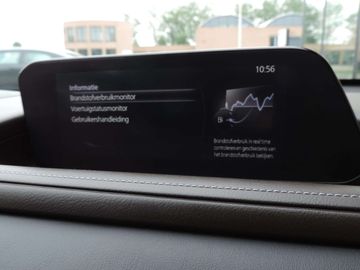 10:56
Informatie
Brandstofverbruikmonitor
Voertuigstatusmonitor
Gebruikershandleiding
Brandstofverbruik in real time
controleren en geschiedenis van
het brandstofverbruik bekijken.